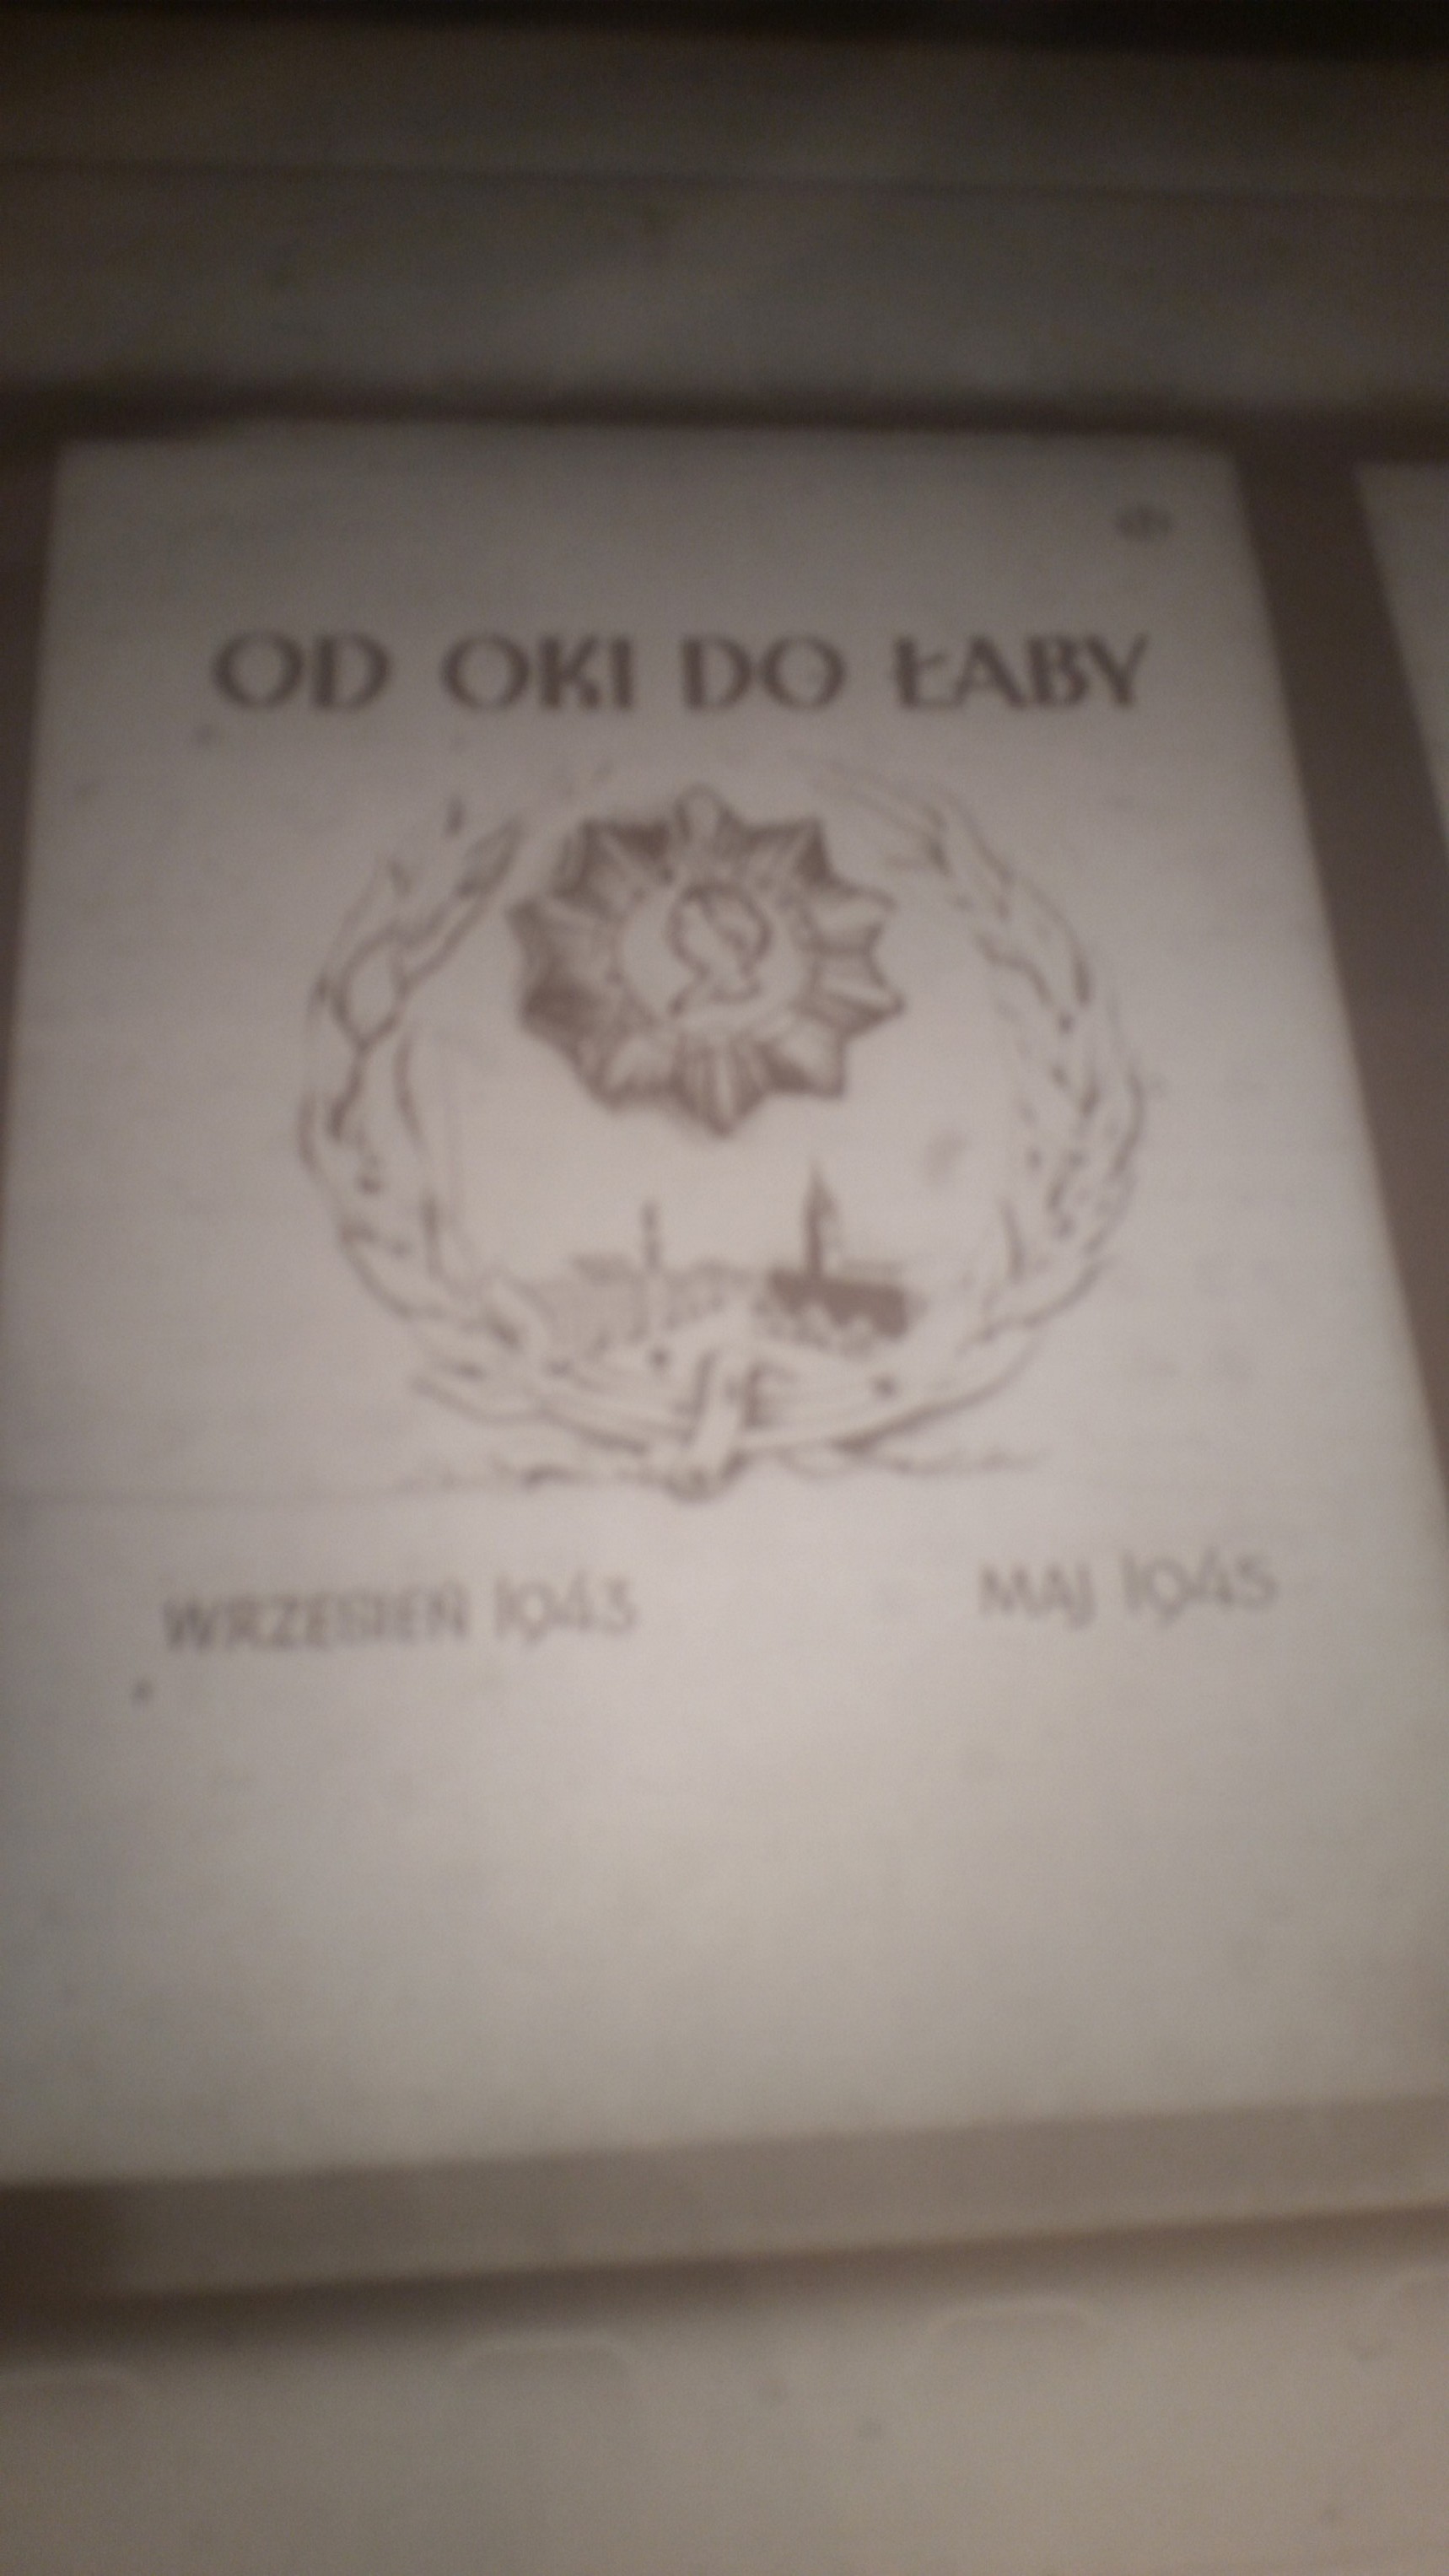 OD OKI DO ŁABY
WRZESIEŃ 1943 MAJ 1945